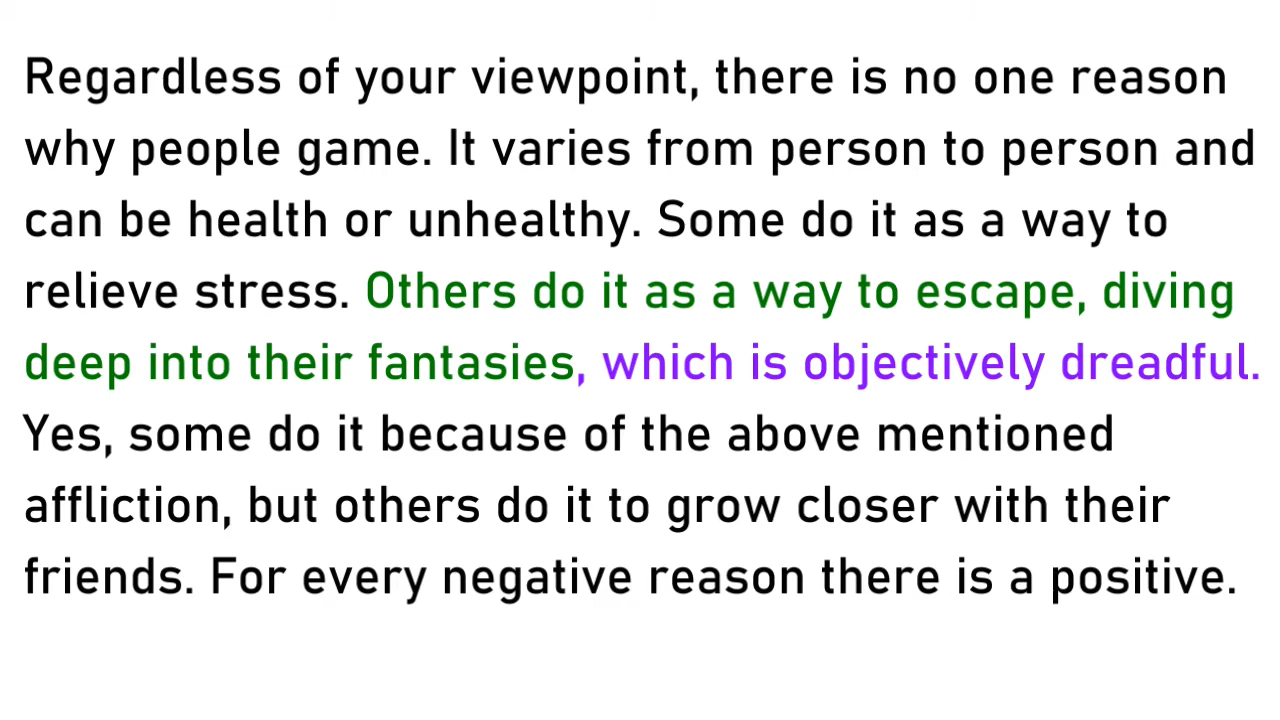 Regardless of your viewpoint, there is no one reason
why people game. It varies from person to person and
can be health or unhealthy. Some do it as a way to
relieve stress. Others do it as a way to escape, diving
deep into their fantasies, which is objectively dreadful.
Yes, some do it because of the above mentioned
affliction, but others do it to grow closer with their
friends. For every negative reason there is a positive.